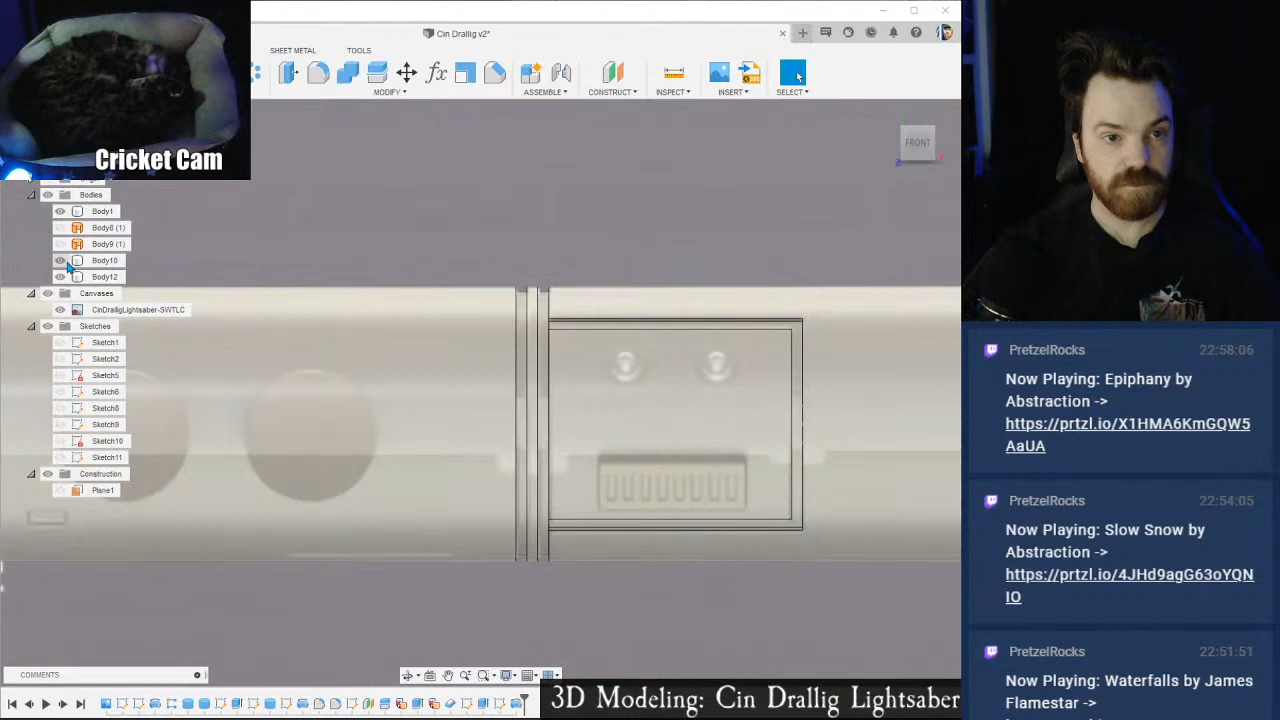 Cin Drallig v2*
SHEET METAL
TOOLS
MODIFY
ASSEMBLE
CONSTRUCT
INSPECT
INSERT
SELECT
FRONT
Cricket Cam
Bodies
Body1
Body8 (1)
Body9 (1)
Body10
Body12
Canvases
CinDralligLightsaber-SWTLC
Sketches
Sketch1
Sketch2
Sketch5
Sketch6
Sketch8
Sketch9
Sketch10
Sketch11
Construction
Plane1
COMMENTS
3D Modeling: Cin Drallig Lightsaber
PretzelRocks 22:58:06
Now Playing: Epiphany by
Abstraction ->
https://prtzl.io/X1HMA6KmGQW5
AaUA
PretzelRocks 22:54:05
Now Playing: Slow Snow by
Abstraction ->
https://prtzl.io/4JHd9agG63oYQN
IO
PretzelRocks 22:51:51
Now Playing: Waterfalls by James
Flamestar ->